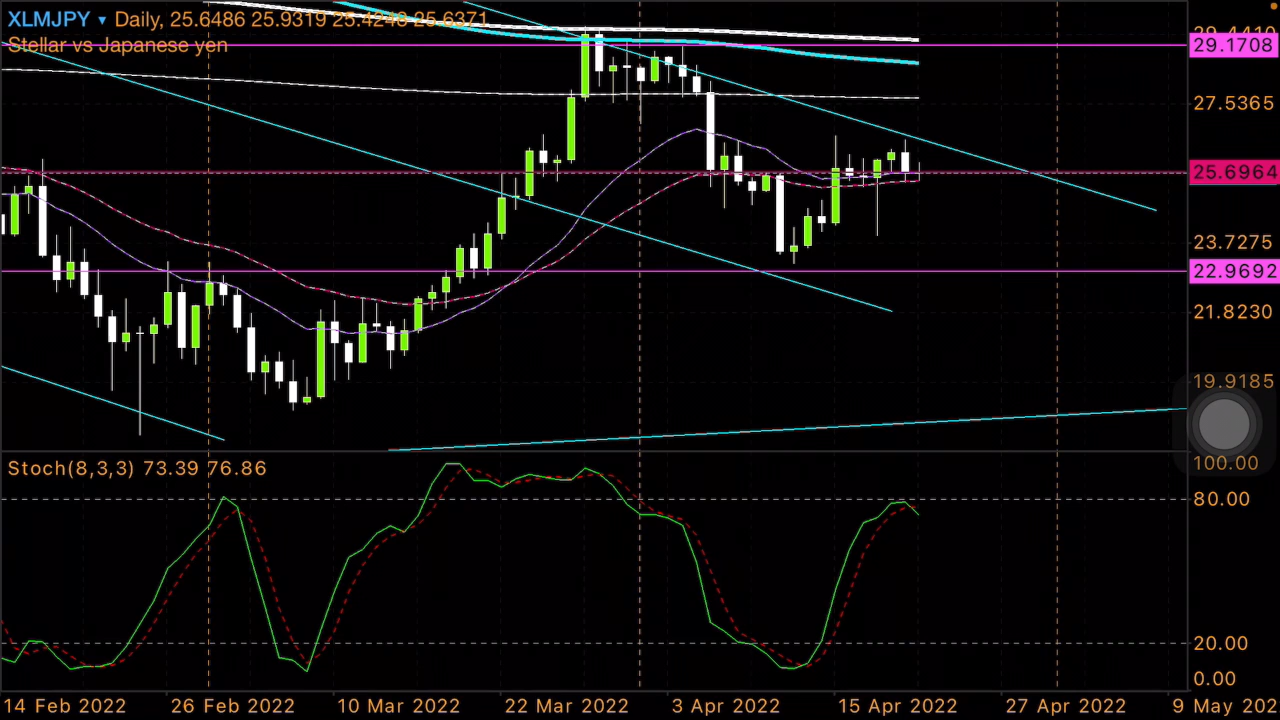 XLMJPY ▾ Daily, 25.6486 25.9319 25.4248 25.6371
Stellar vs Japanese yen
29.1708
27.5365
25.6964
23.7275
22.9692
21.8230
19.9185
Stoch(8,3,3) 73.39 76.86
100.00
80.00
20.00
0.00
14 Feb 2022 26 Feb 2022 10 Mar 2022 22 Mar 2022 3 Apr 2022 15 Apr 2022 27 Apr 2022 9 May 202